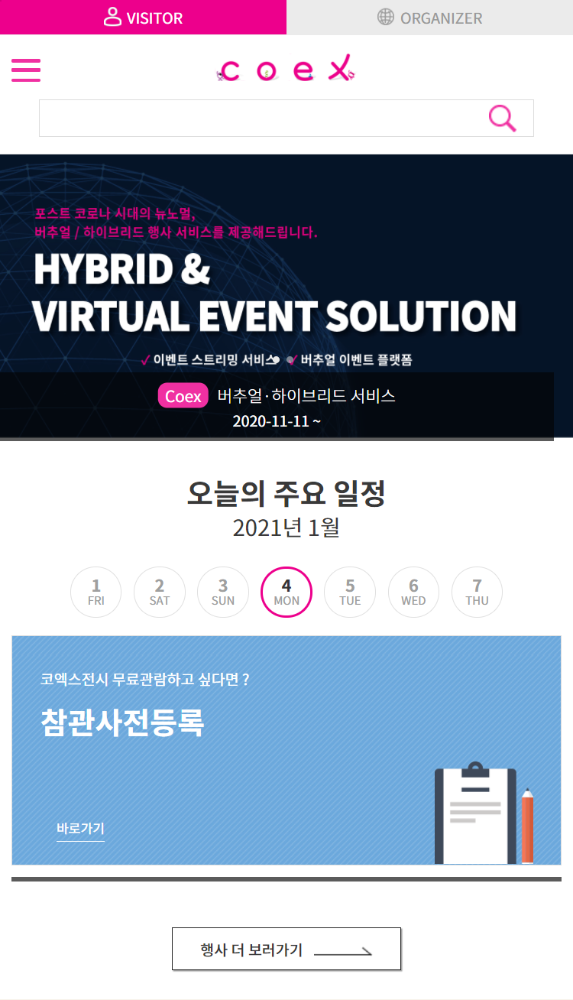 VISITOR
ORGANIZER
coex
포스트 코로나 시대의 뉴노멀,
버추얼 / 하이브리드 행사 서비스를 제공해드립니다.
HYBRID &
VIRTUAL EVENT SOLUTION
✓ 이벤트 스트리밍 서비스 ✓ 버추얼 이벤트 플랫폼
Coex 버추얼·하이브리드 서비스
2020-11-11 ~
오늘의 주요 일정
2021년 1월
1 2 3 4 5 6 7
FRI SAT SUN MON TUE WED THU
코엑스전시 무료관람하고 싶다면 ?
참관사전등록
바로가기
행사 더 보러가기